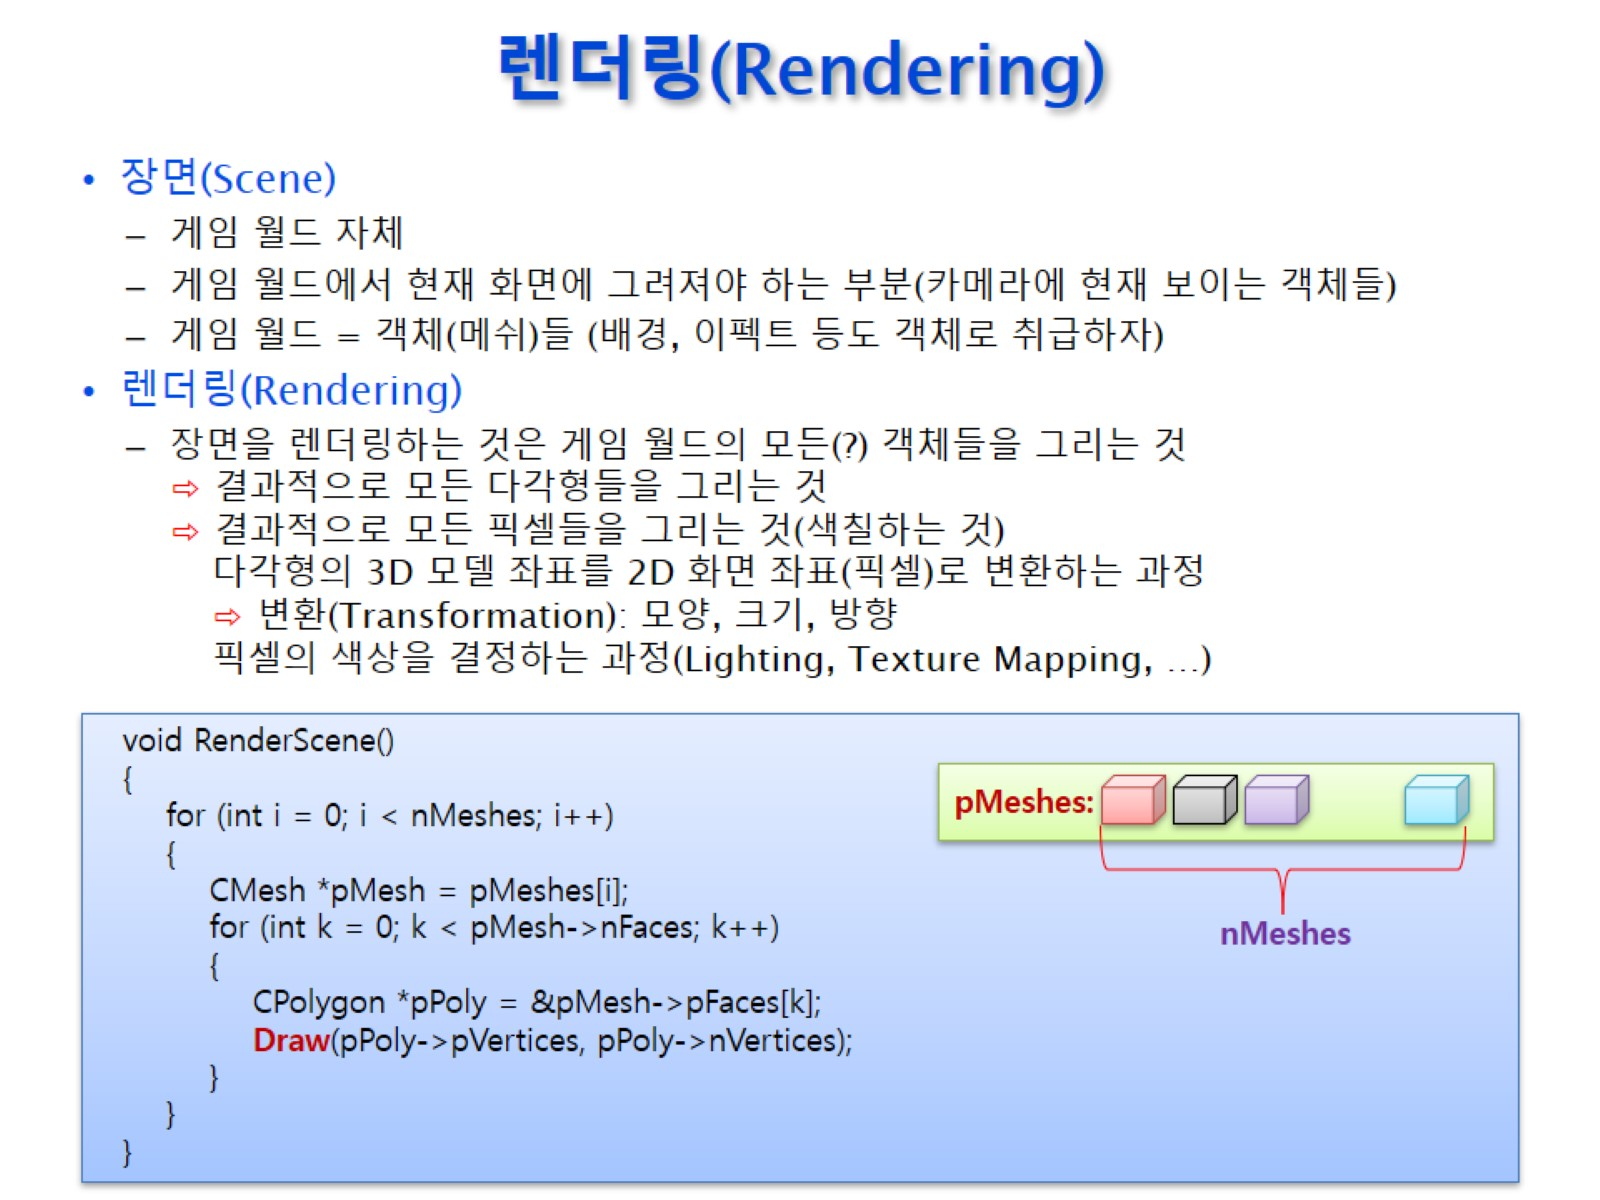 렌더링(Rendering)
• 장면(Scene)
– 게임 월드 자체
– 게임 월드에서 현재 화면에 그려져야 하는 부분(카메라에 현재 보이는 객체들)
– 게임 월드 = 객체(메쉬)들 (배경, 이펙트 등도 객체로 취급하자)
• 렌더링(Rendering)
– 장면을 렌더링하는 것은 게임 월드의 모든(?) 객체들을 그리는 것
⇨ 결과적으로 모든 다각형들을 그리는 것
⇨ 결과적으로 모든 픽셀들을 그리는 것(색칠하는 것)
다각형의 3D 모델 좌표를 2D 화면 좌표(픽셀)로 변환하는 과정
⇨ 변환(Transformation): 모양, 크기, 방향
픽셀의 색상을 결정하는 과정(Lighting, Texture Mapping, …)
void RenderScene()
{
for (int i = 0; i < nMeshes; i++)
{
CMesh *pMesh = pMeshes[i];
for (int k = 0; k < pMesh->nFaces; k++)
{
CPolygon *pPoly = &pMesh->pFaces[k];
Draw(pPoly->pVertices, pPoly->nVertices);
}
}
}
pMeshes:
nMeshes